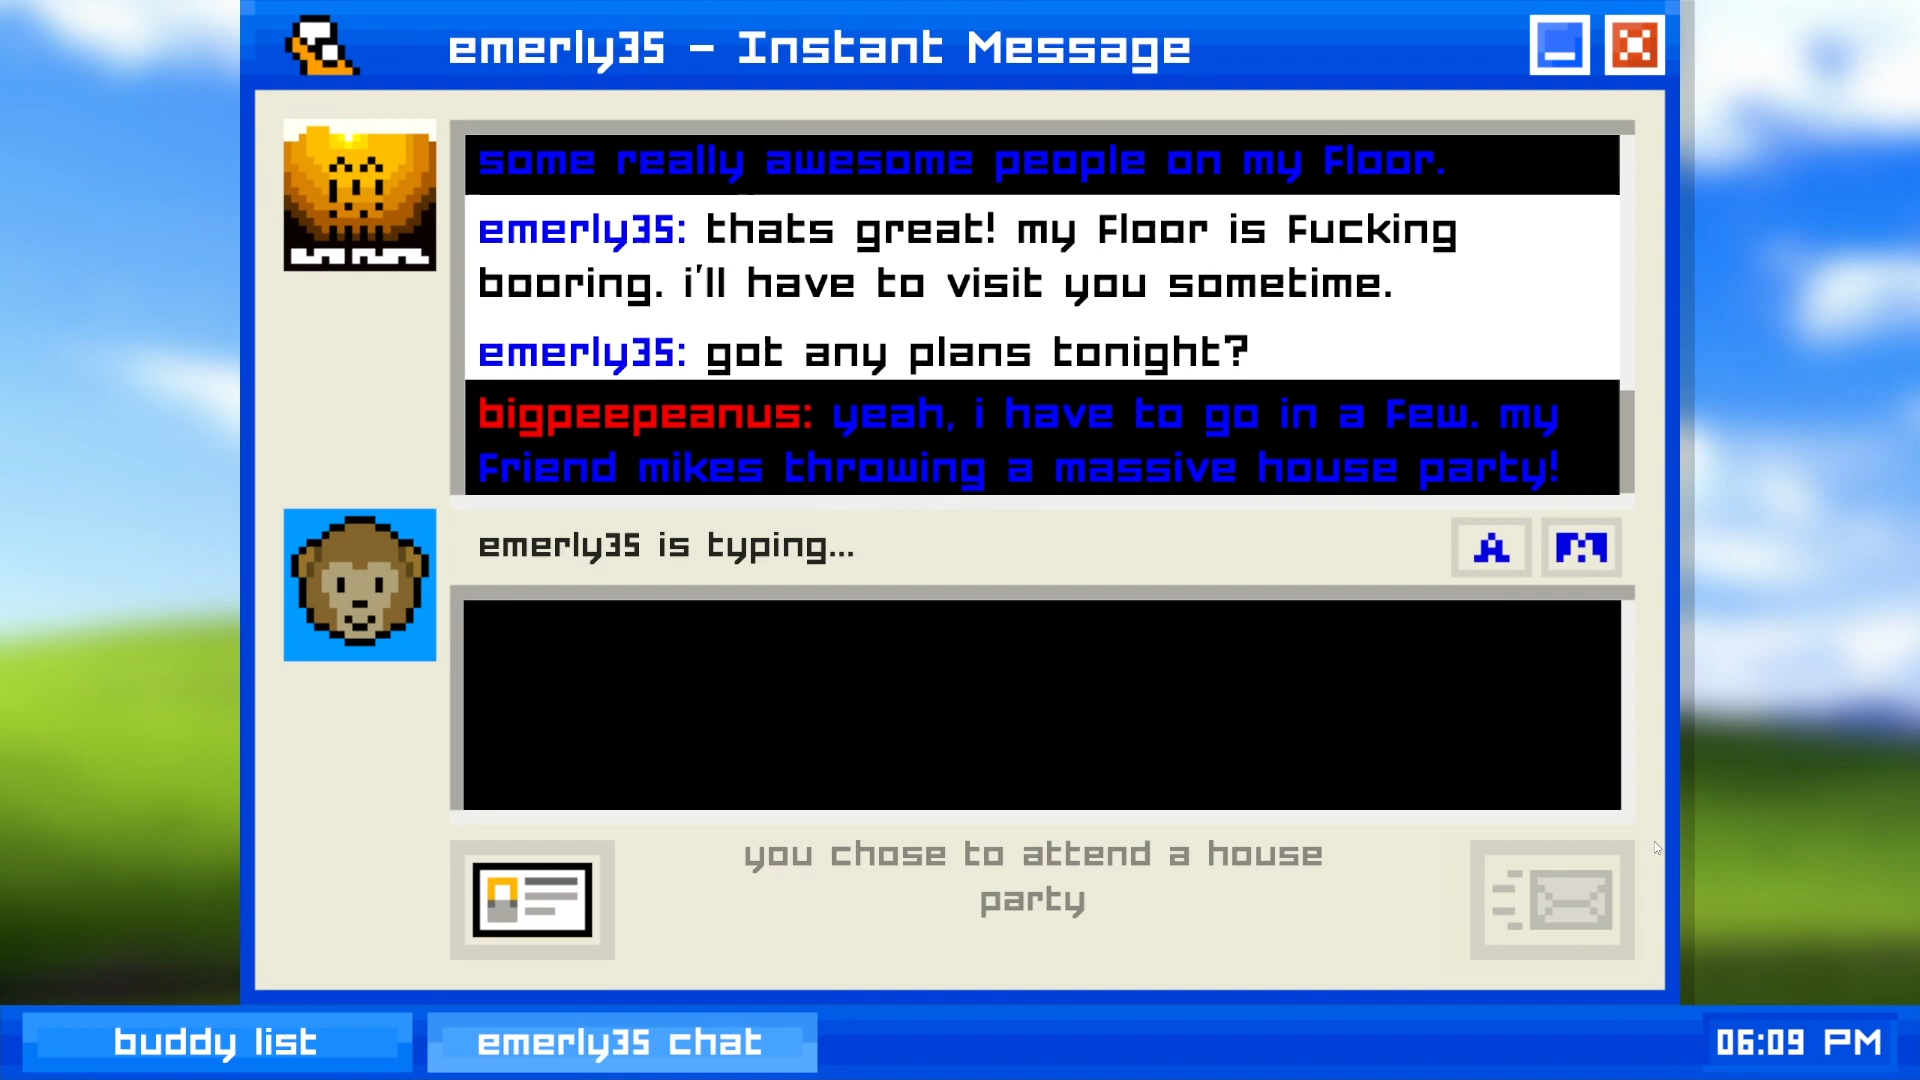 emerly35 - Instant Message
some really awesome people on my floor.
emerly35: thats great! my floor is fucking
booring. i'll have to visit you sometime.
emerly35: got any plans tonight?
bigpeepeanus: yeah, i have to go in a few. my
friend mikes throwing a massive house party!
emerly35 is typing...
A
you chose to attend a house
party
buddy list
emerly35 chat
06:09 PM